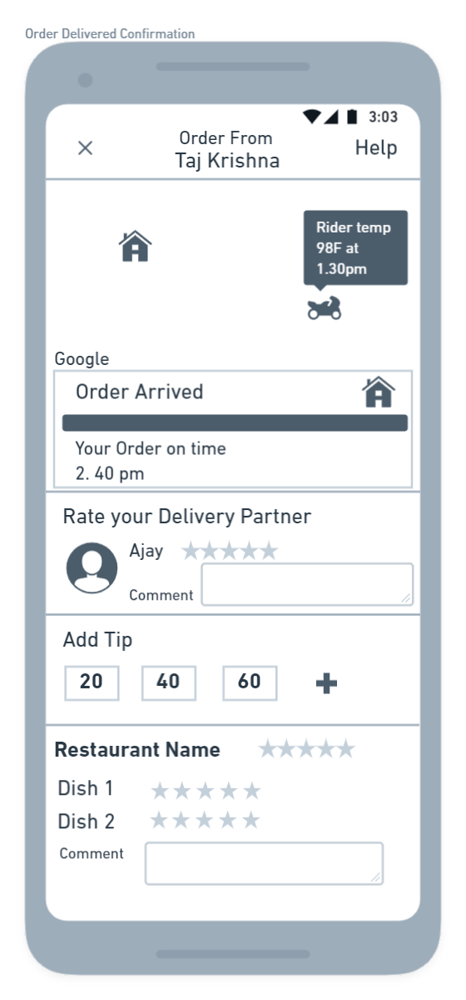 Order Delivered Confirmation
3:03
Order From
Taj Krishna
Help
Rider temp
98F at
1.30pm
Google
Order Arrived
Your Order on time
2. 40 pm
Rate your Delivery Partner
Ajay
Comment
Add Tip
20 40 60
Restaurant Name
Dish 1
Dish 2
Comment